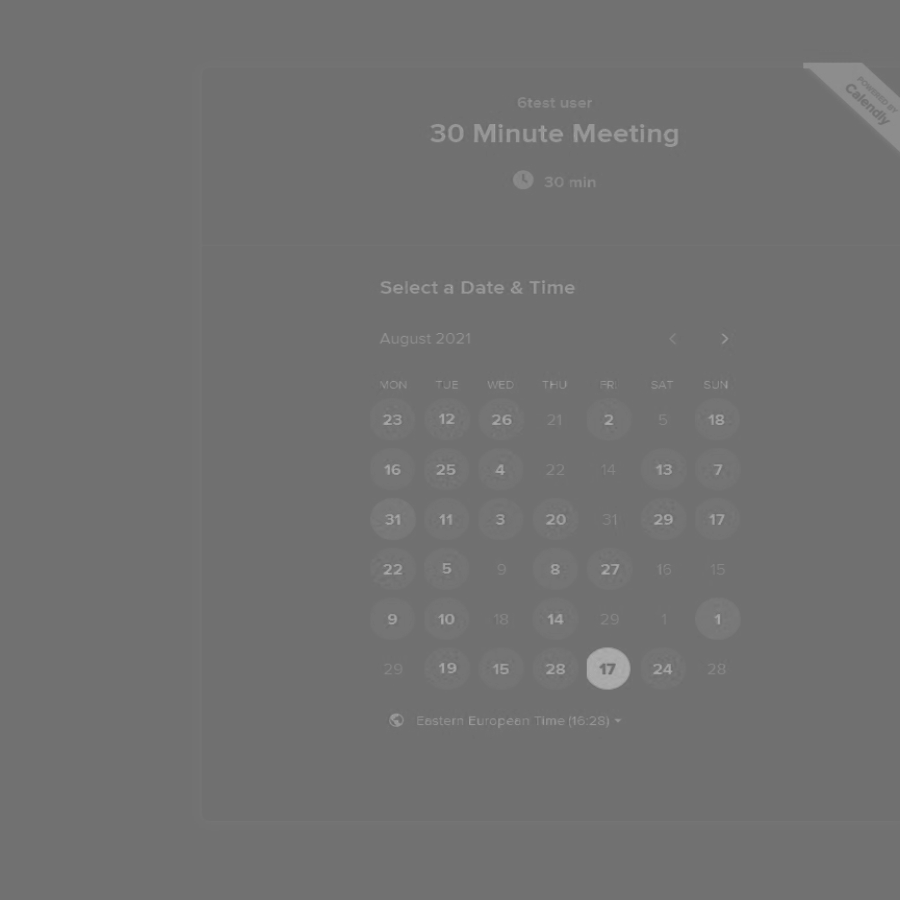 POWERED BY
Calendly
6test user
30 Minute Meeting
30 min
Select a Date & Time
August 2021
MON TUE WED THU FRI SAT SUN
23 12 26 21 2 5 18
16 25 4 22 14 13 7
31 11 3 20 31 29 17
22 5 9 8 27 16 15
9 10 18 14 29 1 1
29 19 15 28 17 24 28
Eastern European Time (16:28)